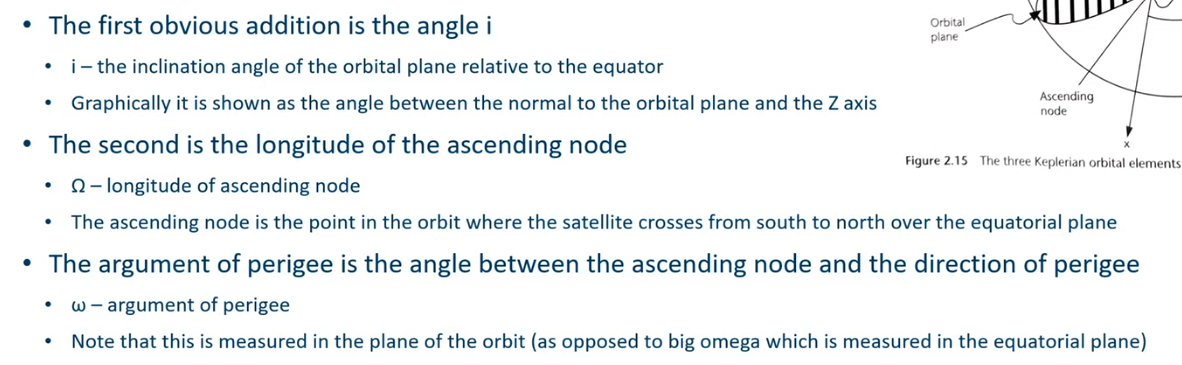 • The first obvious addition is the angle i
• i – the inclination angle of the orbital plane relative to the equator
• Graphically it is shown as the angle between the normal to the orbital plane and the Z axis
• The second is the longitude of the ascending node
• Ω – longitude of ascending node
• The ascending node is the point in the orbit where the satellite crosses from south to north over the equatorial plane
• The argument of perigee is the angle between the ascending node and the direction of perigee
• ω – argument of perigee
• Note that this is measured in the plane of the orbit (as opposed to big omega which is measured in the equatorial plane)
Orbital
plane
Ascending
node
x
Figure 2.15 The three Keplerian orbital elements